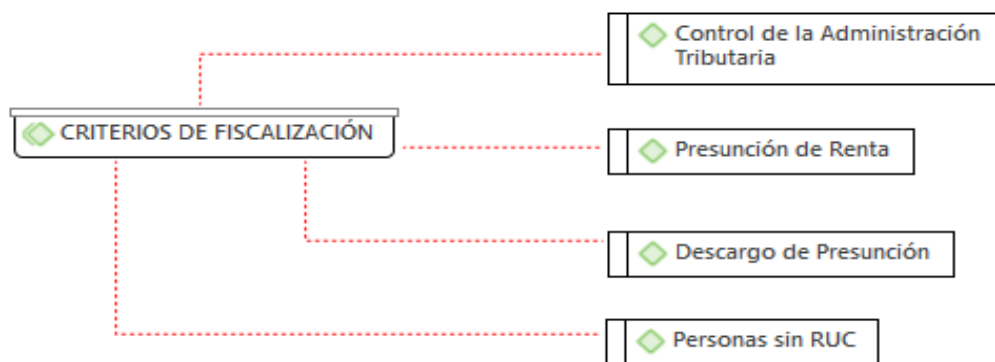 Control de la Administración
Tributaria
CRITERIOS DE FISCALIZACIÓN
Presunción de Renta
Descargo de Presunción
Personas sin RUC